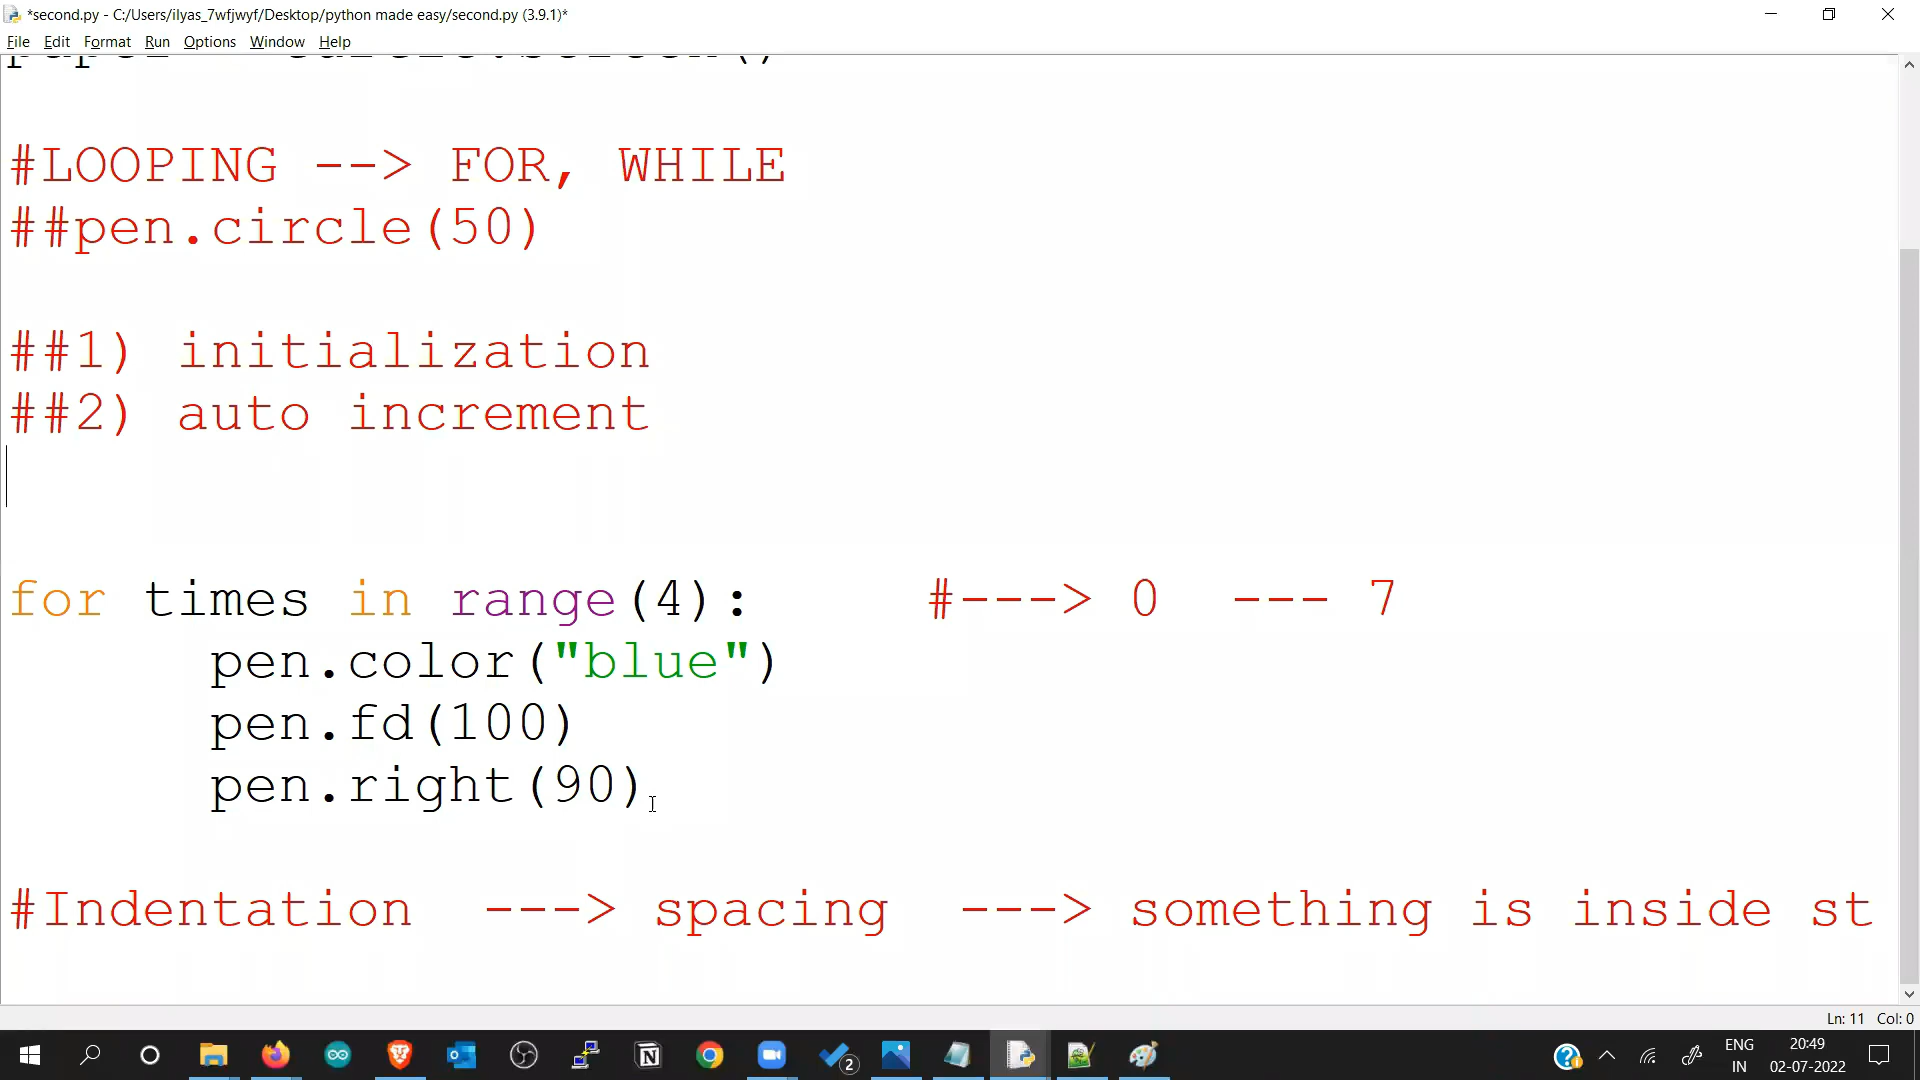 *second.py - C:/Users/ilyas_7wfjwyf/Desktop/python made easy/second.py (3.9.1)*
File Edit Format Run Options Window Help
#LOOPING --> FOR, WHILE
##pen.circle(50)
##1) initialization
##2) auto increment
for times in range(4): #---> 0 --- 7
pen.color("blue")
pen.fd(100)
pen.right(90)
#Indentation ---> spacing ---> something is inside st
Ln: 11 Col: 0
2
ENG
IN
20:49
02-07-2022